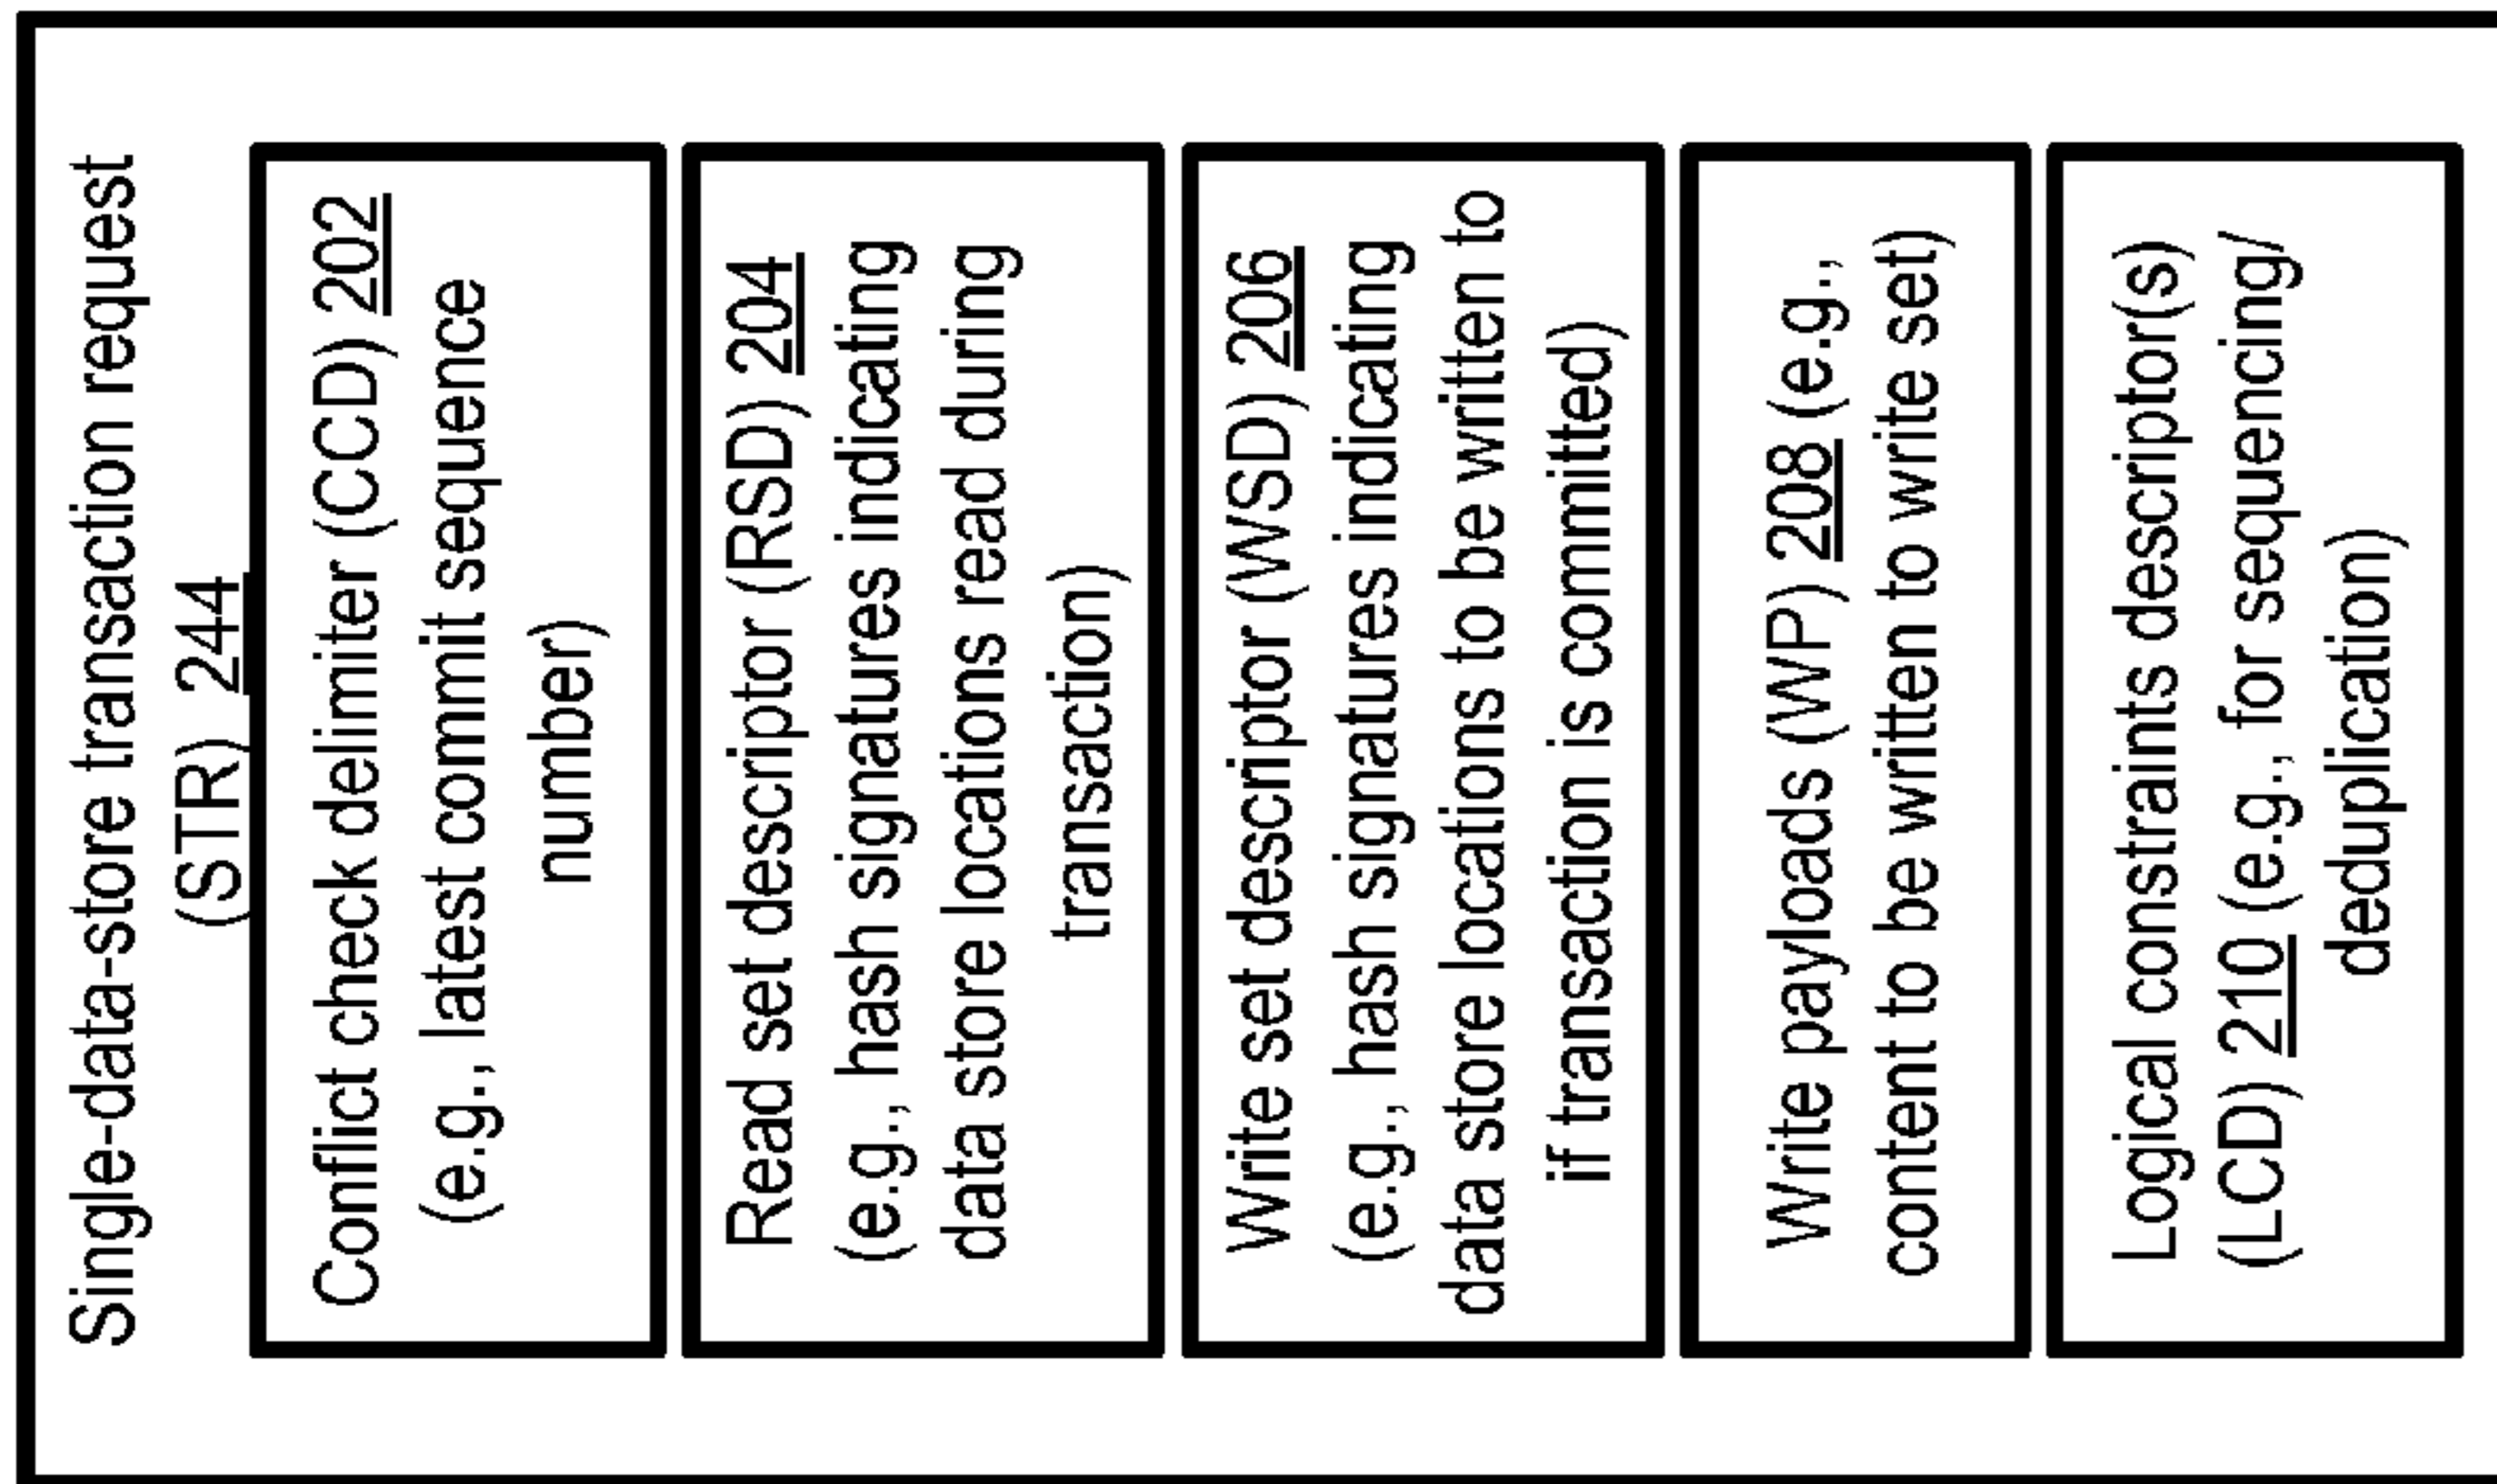 Single-data-store transaction request
(STR) 244
Conflict check delimiter (CCD) 202
(e.g., latest commit sequence
number)
Read set descriptor (RSD) 204
(e.g., hash signatures indicating
data store locations read during
transaction)
Write set descriptor (WSD) 206
(e.g., hash signatures indicating
data store locations to be written to
if transaction is committed)
Write payloads (WP) 208 (e.g.,
content to be written to write set)
Logical constraints descriptor(s)
(LCD) 210 (e.g., for sequencing/
deduplication)